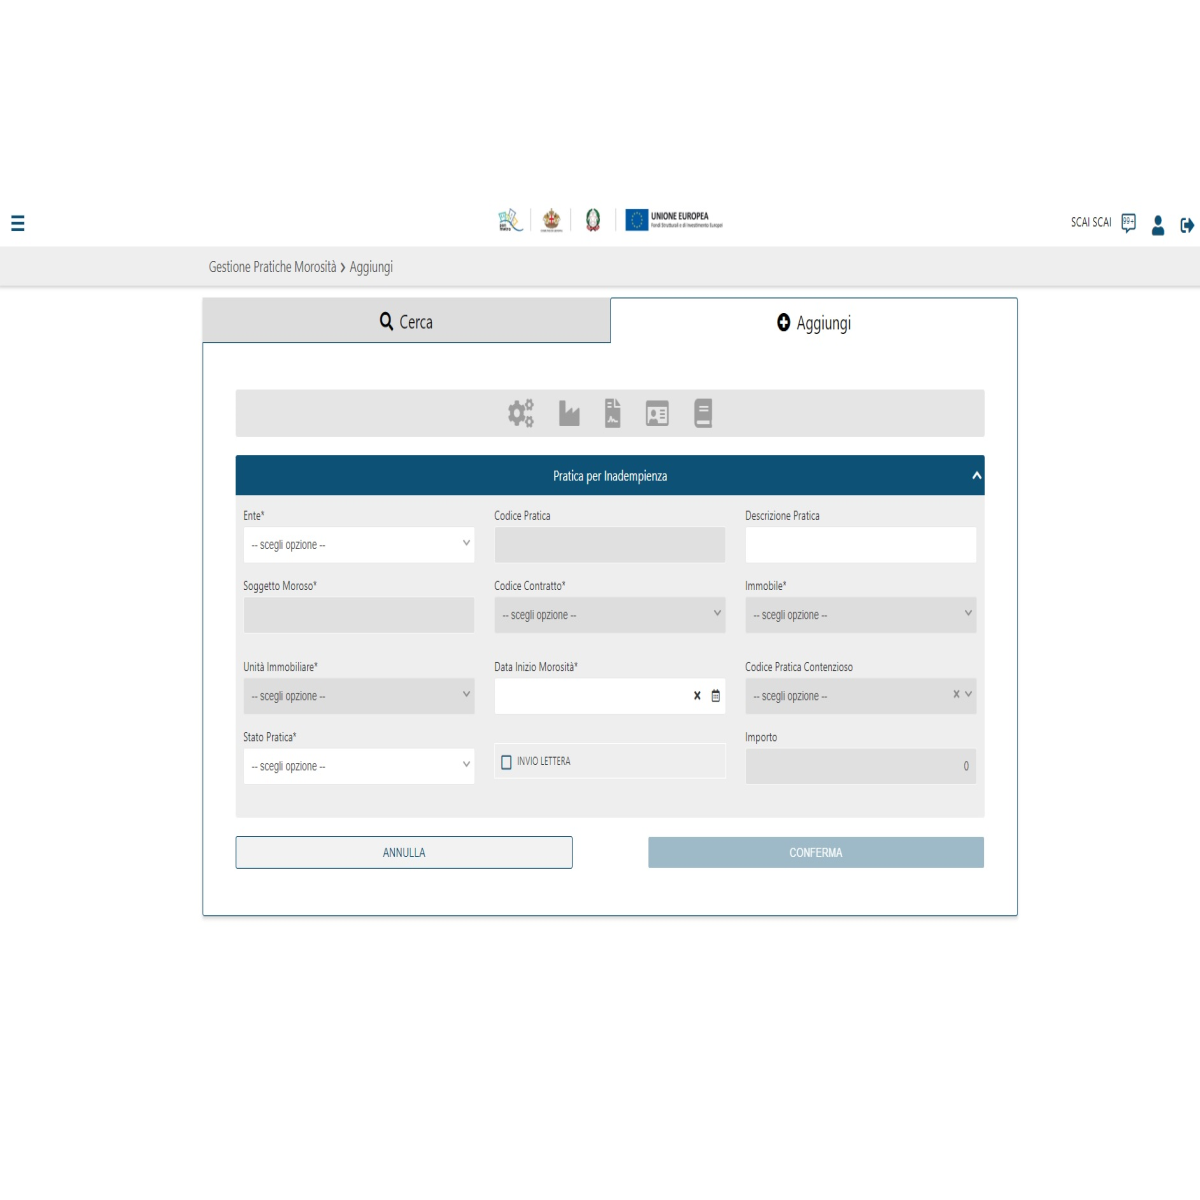 SCAI SCAI
99+
UNIONE EUROPEA
Fondi Strutturali e di Investimento Europei
Gestione Pratiche Morosità > Aggiungi
Cerca
Aggiungi
Pratica per Inadempienza
Ente*
Codice Pratica
Descrizione Pratica
-- scegli opzione --
Soggetto Moroso*
Codice Contratto*
Immobile*
-- scegli opzione --
-- scegli opzione --
Unità Immobiliare*
Data Inizio Morosità*
Codice Pratica Contenzioso
-- scegli opzione --
-- scegli opzione --
Stato Pratica*
Importo
-- scegli opzione --
INVIO LETTERA
0
ANNULLA
CONFERMA